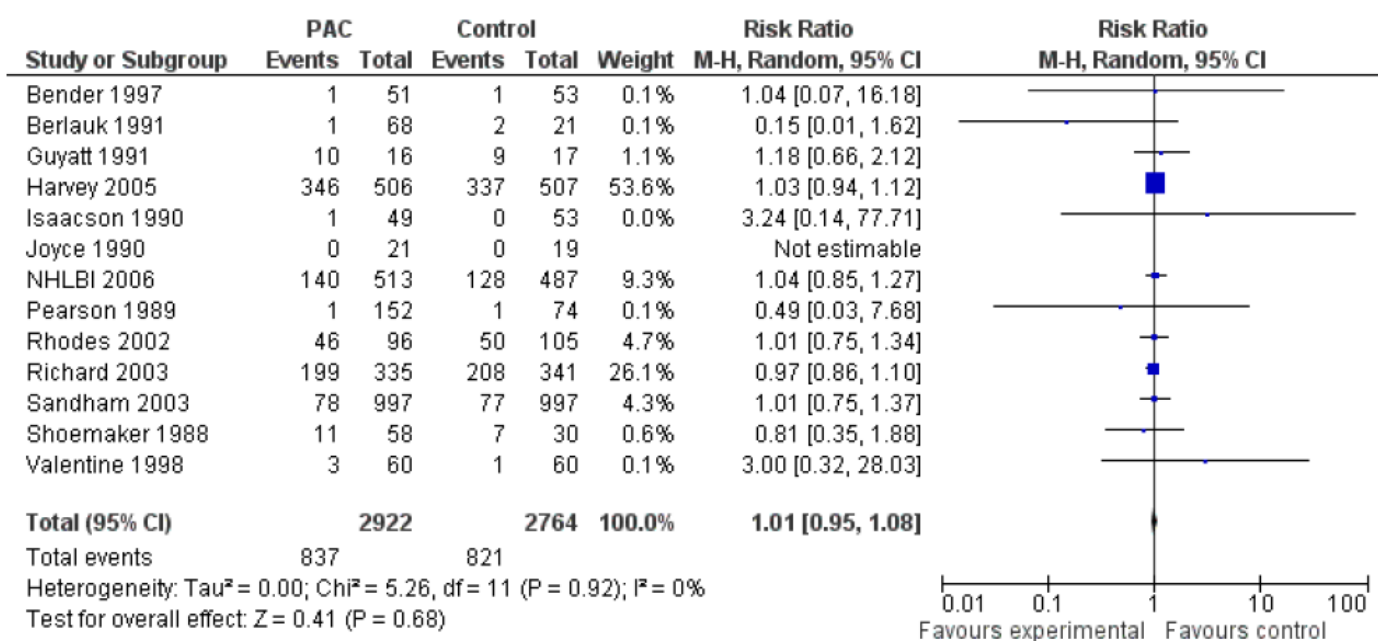 PAC Control Risk Ratio Risk Ratio
Study or Subgroup Events Total Events Total Weight M-H, Random, 95% CI M-H, Random, 95% CI
Bender 1997 1 51 1 53 0.1% 1.04 [0.07, 16.18]
Berlauk 1991 1 68 2 21 0.1% 0.15 [0.01, 1.62]
Guyatt 1991 10 16 9 17 1.1% 1.18 [0.66, 2.12]
Harvey 2005 346 506 337 507 53.6% 1.03 [0.94, 1.12]
Isaacson 1990 1 49 0 53 0.0% 3.24 [0.14, 77.71]
Joyce 1990 0 21 0 19 Not estimable
NHLBI 2006 140 513 128 487 9.3% 1.04 [0.85, 1.27]
Pearson 1989 1 152 1 74 0.1% 0.49 [0.03, 7.68]
Rhodes 2002 46 96 50 105 4.7% 1.01 [0.75, 1.34]
Richard 2003 199 335 208 341 26.1% 0.97 [0.86, 1.10]
Sandham 2003 78 997 77 997 4.3% 1.01 [0.75, 1.37]
Shoemaker 1988 11 58 7 30 0.6% 0.81 [0.35, 1.88]
Valentine 1998 3 60 1 60 0.1% 3.00 [0.32, 28.03]
Total (95% CI) 2922 2764 100.0% 1.01 [0.95, 1.08]
Total events 837 821
Heterogeneity: Tau² = 0.00; Chi² = 5.26, df = 11 (P = 0.92); I² = 0%
Test for overall effect: Z = 0.41 (P = 0.68)
0.01 0.1 1 10 100
Favours experimental Favours control